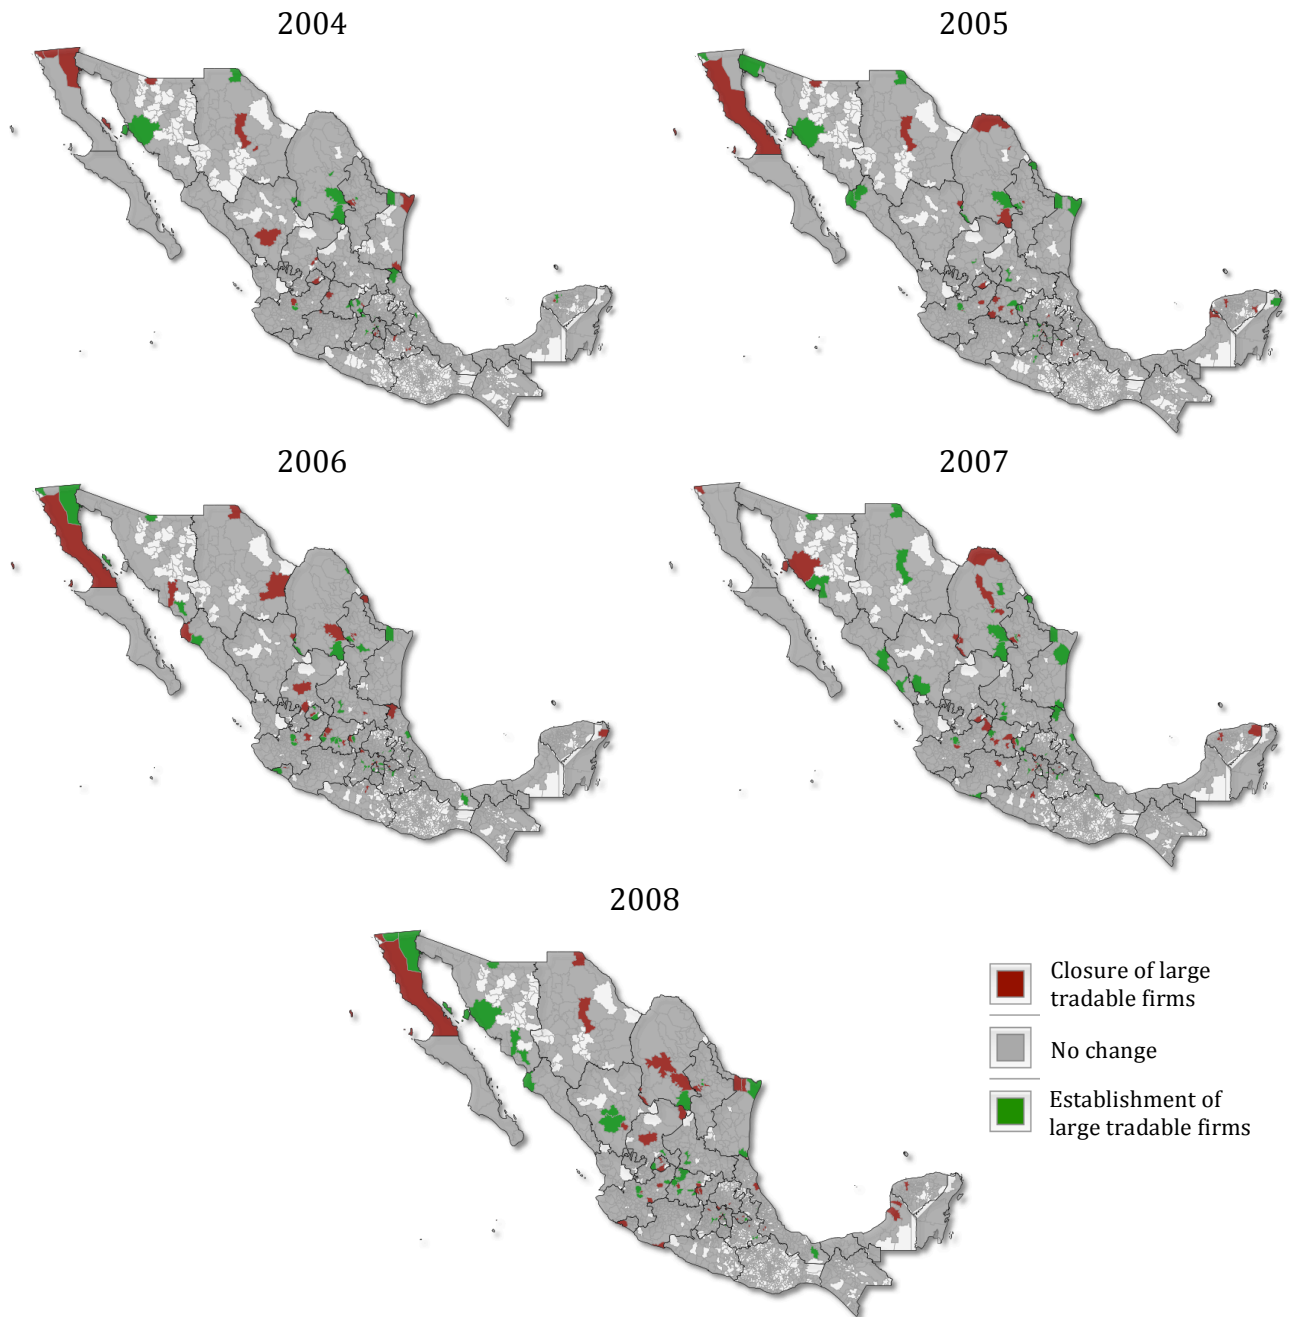 2004
2005
2006
2007
2008
Closure of large
tradable firms
No change
Establishment of
large tradable firms